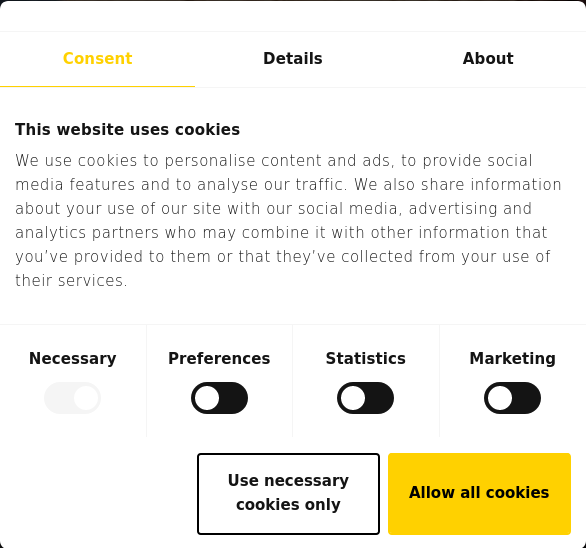 Consent Details About
This website uses cookies
We use cookies to personalise content and ads, to provide social
media features and to analyse our traffic. We also share information
about your use of our site with our social media, advertising and
analytics partners who may combine it with other information that
you’ve provided to them or that they’ve collected from your use of
their services.
Necessary Preferences Statistics Marketing
Use necessary
cookies only
Allow all cookies